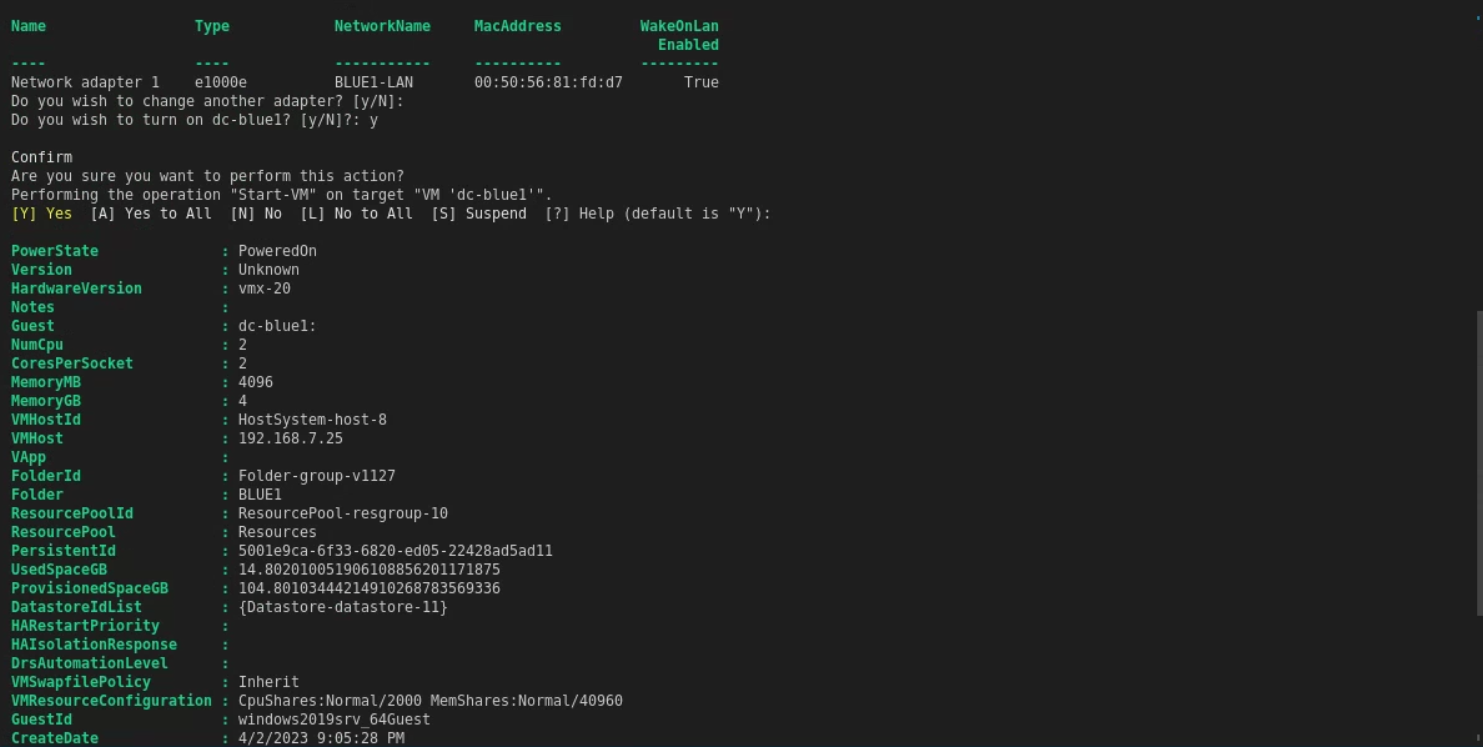 Name                 Type            NetworkName     MacAddress         WakeOnLan
                                                                          Enabled
----                 ----            -----------     ----------         ---------
Network adapter 1    e1000e          BLUE1-LAN       00:50:56:81:fd:d7       True
Do you wish to change another adapter? [y/N]:
Do you wish to turn on dc-blue1? [y/N]?: y
Confirm
Are you sure you want to perform this action?
Performing the operation "Start-VM" on target "VM 'dc-blue1'".
[Y] Yes  [A] Yes to All  [N] No  [L] No to All  [S] Suspend  [?] Help (default is "Y"):
PowerState              : PoweredOn
Version                 : Unknown
HardwareVersion         : vmx-20
Notes                   :
Guest                   : dc-blue1:
NumCpu                  : 2
CoresPerSocket          : 2
MemoryMB                : 4096
MemoryGB                : 4
VMHostId                : HostSystem-host-8
VMHost                  : 192.168.7.25
VApp                    :
FolderId                : Folder-group-v1127
Folder                  : BLUE1
ResourcePoolId          : ResourcePool-resgroup-10
ResourcePool            : Resources
PersistentId            : 5001e9ca-6f33-6820-ed05-22428ad5ad11
UsedSpaceGB             : 14.802010051906108856201171875
ProvisionedSpaceGB      : 104.80103444214910268783569336
DatastoreIdList         : {Datastore-datastore-11}
HARestartPriority       :
HAIsolationResponse     :
DrsAutomationLevel      :
VMSwapfilePolicy        : Inherit
VMResourceConfiguration : CpuShares:Normal/2000 MemShares:Normal/40960
GuestId                 : windows2019srv_64Guest
CreateDate              : 4/2/2023 9:05:28 PM